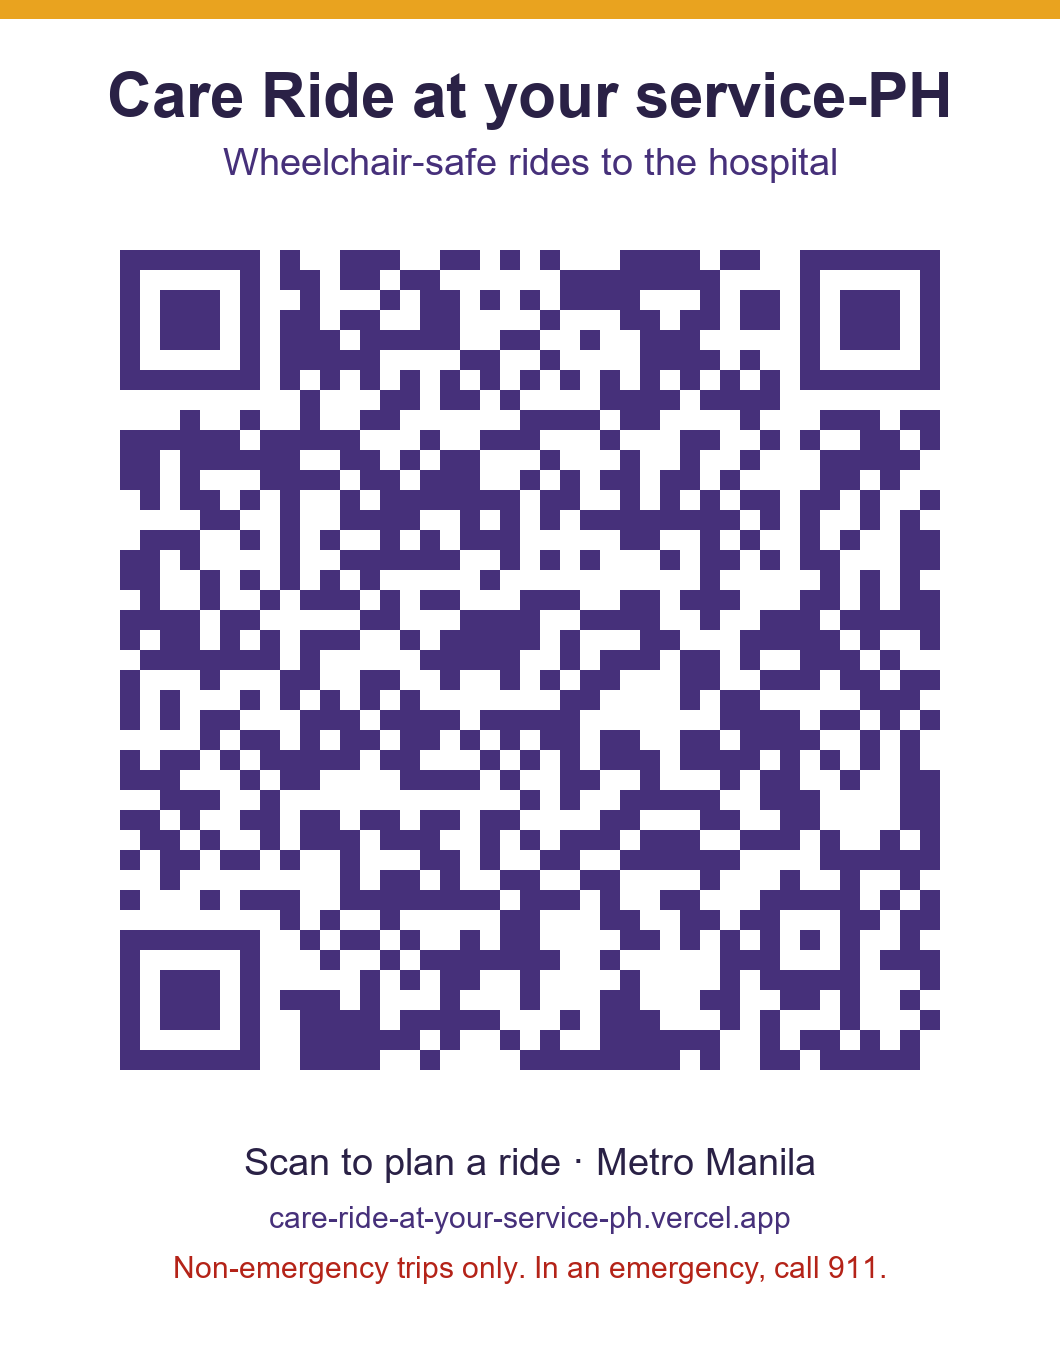 Care Ride at your service-PH
Wheelchair-safe rides to the hospital
Scan to plan a ride · Metro Manila
care-ride-at-your-service-ph.vercel.app
Non-emergency trips only. In an emergency, call 911.